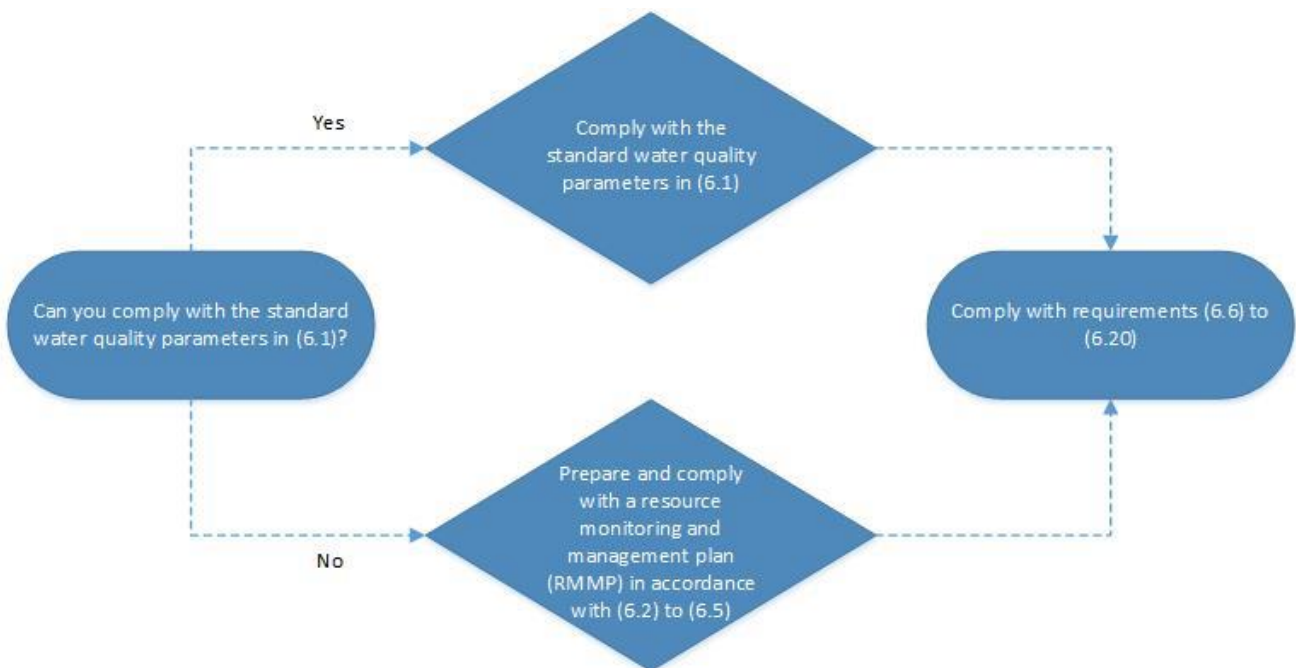 Yes
Comply with the
standard water quality
parameters in (6.1)
Can you comply with the standard
water quality parameters in (6.1)?
Comply with requirements (6.6) to
(6.20)
Prepare and comply
with a resource
monitoring and
management plan
(RMMP) in accordance
with (6.2) to (6.5)
No